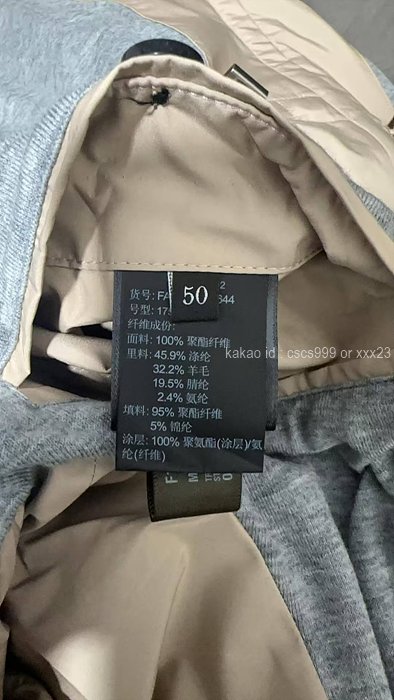 2
50
货号: FA 644
号型: 17
纤维成份:
面料: 100% 聚酯纤维
里料: 45.9% 涤纶
32.2% 羊毛
19.5% 腈纶
2.4% 氨纶
填料: 95% 聚酯纤维
5% 锦纶
涂层: 100% 聚氨酯(涂层)/氨
纶(纤维)
kakao id : cscs999 or xxx23